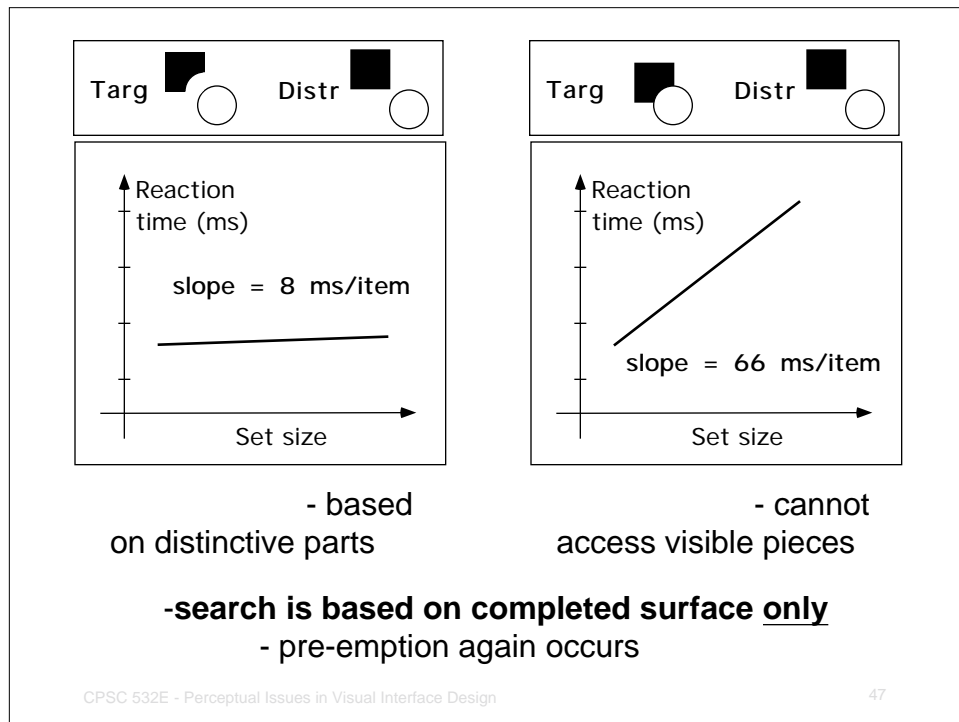 Targ Distr
Reaction
time (ms)
slope = 8 ms/item
Set size
- based
on distinctive parts
Targ Distr
Reaction
time (ms)
slope = 66 ms/item
Set size
- cannot
access visible pieces
-search is based on completed surface only
- pre-emption again occurs
CPSC 532E - Perceptual Issues in Visual Interface Design
47